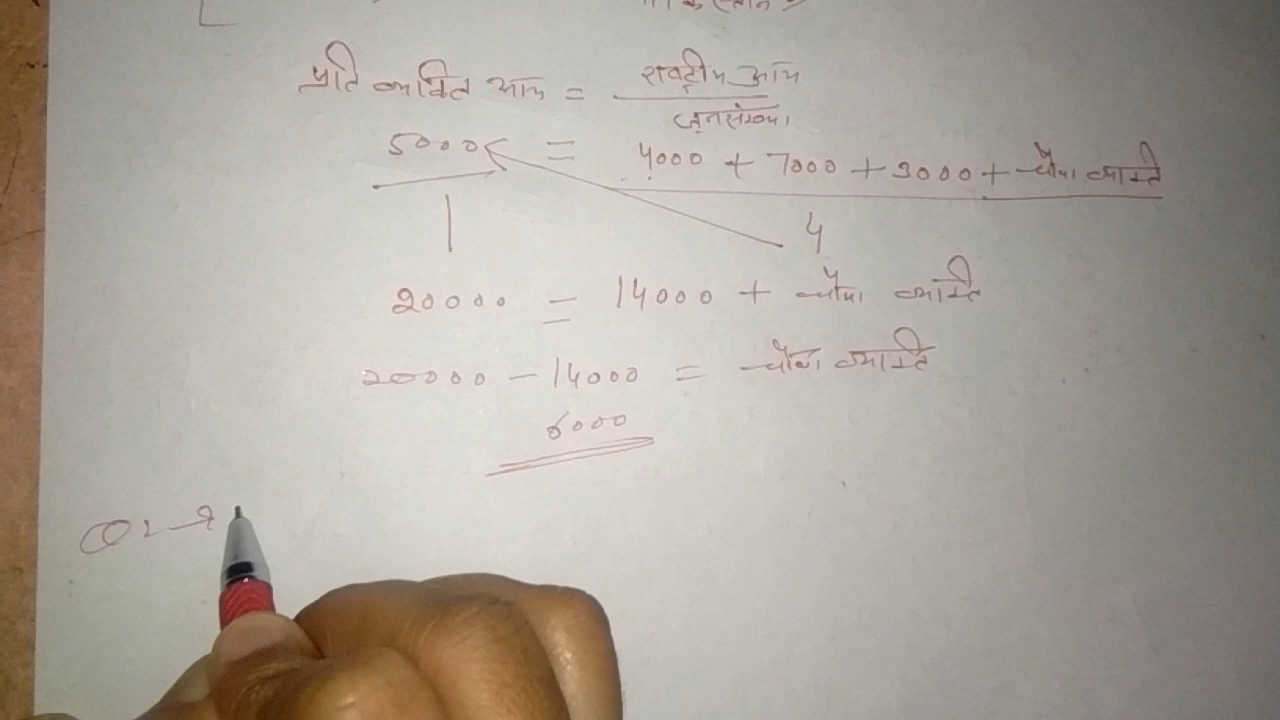 प्रति व्यक्ति आय = राष्ट्रीय आय
जनसंख्या
5000 = 4000 + 7000 + 3000 + चौथा व्यक्ति
1 4
20000 = 14000 + चौथा व्यक्ति
20000 - 14000 = चौथा व्यक्ति
6000